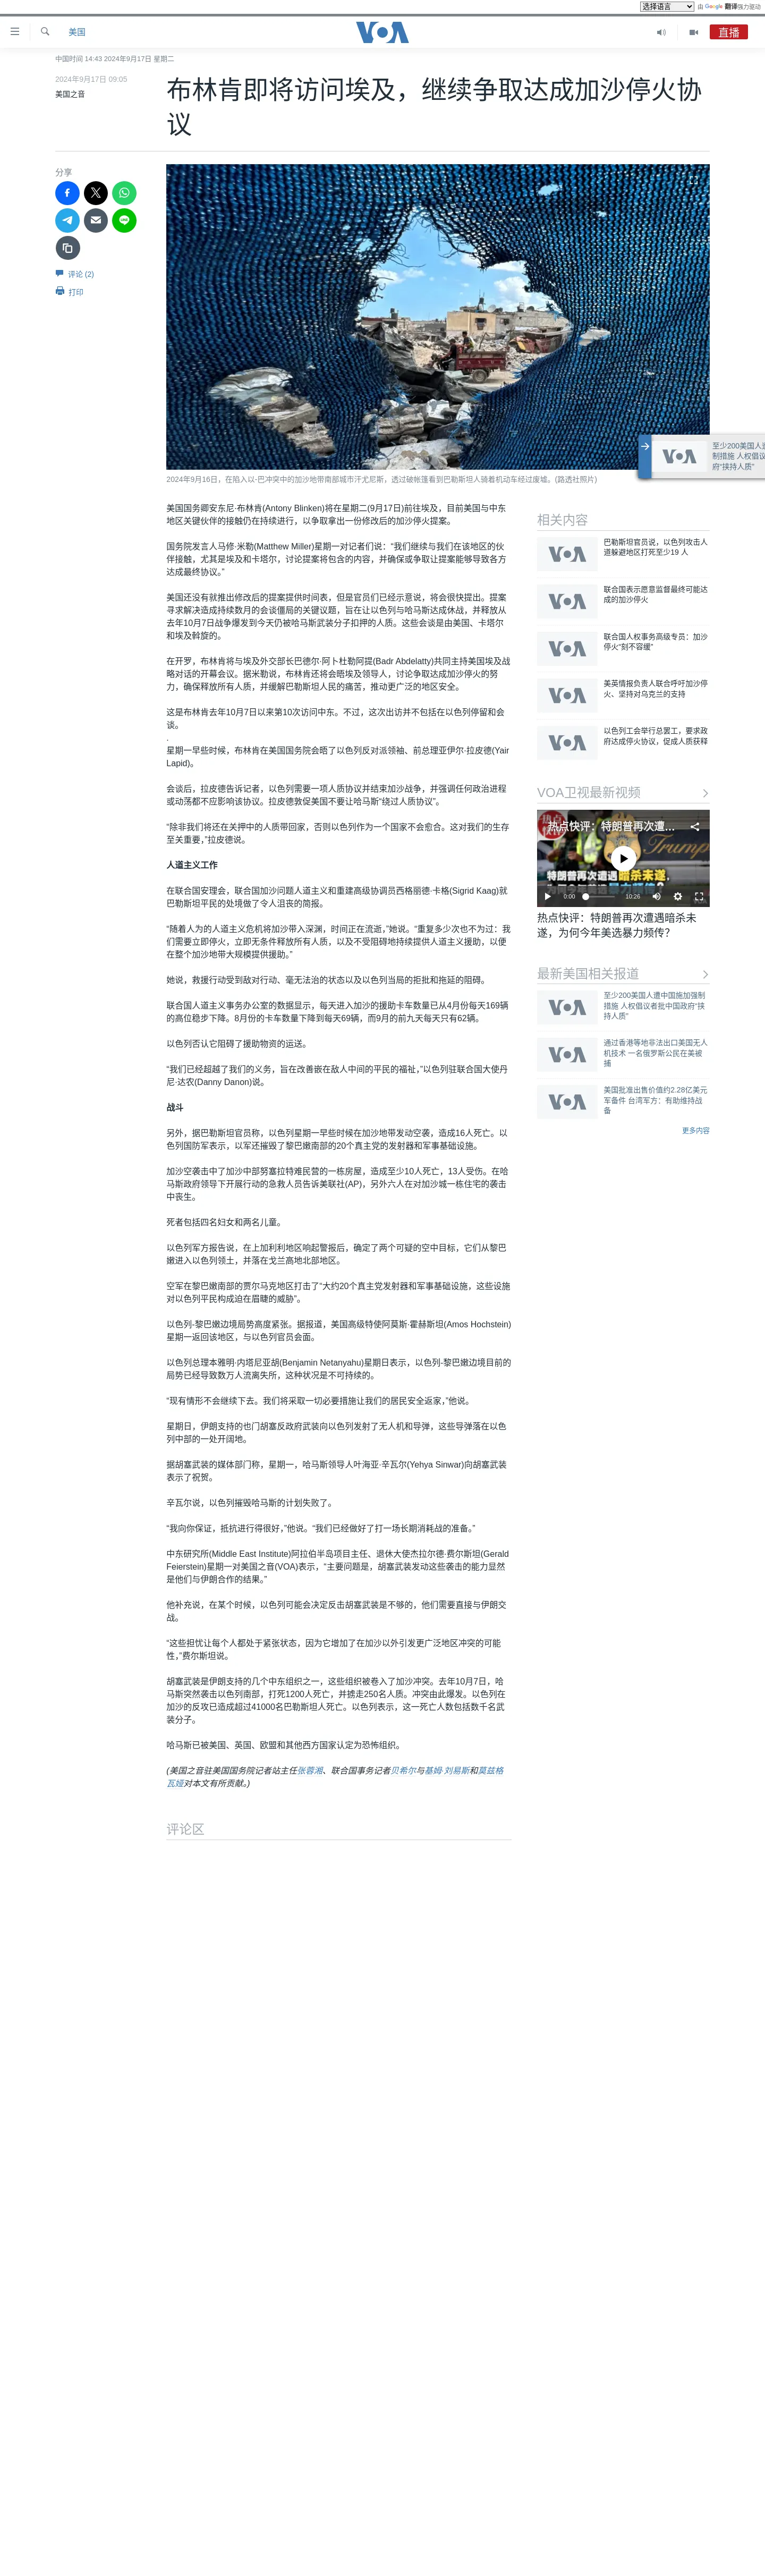 选择语言
由 Google 翻译强力驱动
美国
VOA
直播
中国时间 14:43 2024年9月17日 星期二
2024年9月17日 09:05
美国之音
布林肯即将访问埃及，继续争取达成加沙停火协
议
分享
评论 (2)
打印
2024年9月16日，在陷入以-巴冲突中的加沙地带南部城市汗尤尼斯，透过破帐篷看到巴勒斯坦人骑着机动车经过废墟。(路透社照片)
VOA
至少200美国人遭
制措施 人权倡议
府“挟持人质”
美国国务卿安东尼·布林肯(Antony Blinken)将在星期二(9月17日)前往埃及，目前美国与中东
地区关键伙伴的接触仍在持续进行，以争取拿出一份修改后的加沙停火提案。
国务院发言人马修·米勒(Matthew Miller)星期一对记者们说：“我们继续与我们在该地区的伙
伴接触，尤其是埃及和卡塔尔，讨论提案将包含的内容，并确保或争取让提案能够导致各方
达成最终协议。”
美国还没有就推出修改后的提案提供时间表，但是官员们已经示意说，将会很快提出。提案
寻求解决造成持续数月的会谈僵局的关键议题，旨在让以色列与哈马斯达成休战，并释放从
去年10月7日战争爆发到今天仍被哈马斯武装分子扣押的人质。这些会谈是由美国、卡塔尔
和埃及斡旋的。
在开罗，布林肯将与埃及外交部长巴德尔·阿卜杜勒阿提(Badr Abdelatty)共同主持美国埃及战
略对话的开幕会议。据米勒说，布林肯还将会晤埃及领导人，讨论争取达成加沙停火的努
力，确保释放所有人质，并缓解巴勒斯坦人民的痛苦，推动更广泛的地区安全。
这是布林肯去年10月7日以来第10次访问中东。不过，这次出访并不包括在以色列停留和会
谈。
.
星期一早些时候，布林肯在美国国务院会晤了以色列反对派领袖、前总理亚伊尔·拉皮德(Yair
Lapid)。
会谈后，拉皮德告诉记者，以色列需要一项人质协议并结束加沙战争，并强调任何政治进程
或动荡都不应影响该协议。拉皮德敦促美国不要让哈马斯“绕过人质协议”。
“除非我们将还在关押中的人质带回家，否则以色列作为一个国家不会愈合。这对我们的生存
至关重要，”拉皮德说。
人道主义工作
在联合国安理会，联合国加沙问题人道主义和重建高级协调员西格丽德·卡格(Sigrid Kaag)就
巴勒斯坦平民的处境做了令人沮丧的简报。
“随着人为的人道主义危机将加沙带入深渊，时间正在流逝，”她说。“重复多少次也不为过：我
们需要立即停火，立即无条件释放所有人质，以及不受阻碍地持续提供人道主义援助，以便
在整个加沙地带大规模提供援助。”
她说，救援行动受到敌对行动、毫无法治的状态以及以色列当局的拒批和拖延的阻碍。
联合国人道主义事务办公室的数据显示，每天进入加沙的援助卡车数量已从4月份每天169辆
的高位稳步下降。8月份的卡车数量下降到每天69辆，而9月的前九天每天只有62辆。
以色列否认它阻碍了援助物资的运送。
“我们已经超越了我们的义务，旨在改善嵌在敌人中间的平民的福祉，”以色列驻联合国大使丹
尼·达农(Danny Danon)说。
战斗
另外，据巴勒斯坦官员称，以色列星期一早些时候在加沙地带发动空袭，造成16人死亡。以
色列国防军表示，以军还摧毁了黎巴嫩南部的20个真主党的发射器和军事基础设施。
加沙空袭击中了加沙中部努塞拉特难民营的一栋房屋，造成至少10人死亡，13人受伤。在哈
马斯政府领导下开展行动的急救人员告诉美联社(AP)，另外六人在对加沙城一栋住宅的袭击
中丧生。
死者包括四名妇女和两名儿童。
以色列军方报告说，在上加利利地区响起警报后，确定了两个可疑的空中目标，它们从黎巴
嫩进入以色列领土，并落在戈兰高地北部地区。
空军在黎巴嫩南部的贾尔马克地区打击了“大约20个真主党发射器和军事基础设施，这些设施
对以色列平民构成迫在眉睫的威胁”。
以色列-黎巴嫩边境局势高度紧张。据报道，美国高级特使阿莫斯·霍赫斯坦(Amos Hochstein)
星期一返回该地区，与以色列官员会面。
以色列总理本雅明·内塔尼亚胡(Benjamin Netanyahu)星期日表示，以色列-黎巴嫩边境目前的
局势已经导致数万人流离失所，这种状况是不可持续的。
“现有情形不会继续下去。我们将采取一切必要措施让我们的居民安全返家，”他说。
星期日，伊朗支持的也门胡塞反政府武装向以色列发射了无人机和导弹，这些导弹落在以色
列中部的一处开阔地。
据胡塞武装的媒体部门称，星期一，哈马斯领导人叶海亚·辛瓦尔(Yehya Sinwar)向胡塞武装
表示了祝贺。
辛瓦尔说，以色列摧毁哈马斯的计划失败了。
“我向你保证，抵抗进行得很好，”他说。“我们已经做好了打一场长期消耗战的准备。”
中东研究所(Middle East Institute)阿拉伯半岛项目主任、退休大使杰拉尔德·费尔斯坦(Gerald
Feierstein)星期一对美国之音(VOA)表示，“主要问题是，胡塞武装发动这些袭击的能力显然
是他们与伊朗合作的结果。”
他补充说，在某个时候，以色列可能会决定反击胡塞武装是不够的，他们需要直接与伊朗交
战。
“这些担忧让每个人都处于紧张状态，因为它增加了在加沙以外引发更广泛地区冲突的可能
性，”费尔斯坦说。
胡塞武装是伊朗支持的几个中东组织之一，这些组织被卷入了加沙冲突。去年10月7日，哈
马斯突然袭击以色列南部，打死1200人死亡，并掳走250名人质。冲突由此爆发。以色列在
加沙的反攻已造成超过41000名巴勒斯坦人死亡。以色列表示，这一死亡人数包括数千名武
装分子。
哈马斯已被美国、英国、欧盟和其他西方国家认定为恐怖组织。
(美国之音驻美国国务院记者站主任张蓉湘、联合国事务记者贝希尔与基姆·刘易斯和莫兹格
瓦娅对本文有所贡献。)
评论区
相关内容
VOA
巴勒斯坦官员说，以色列攻击人
道躲避地区打死至少19 人
VOA
联合国表示愿意监督最终可能达
成的加沙停火
VOA
联合国人权事务高级专员：加沙
停火“刻不容缓”
VOA
美英情报负责人联合呼吁加沙停
火、坚持对乌克兰的支持
VOA
以色列工会举行总罢工，要求政
府达成停火协议，促成人质获释
VOA卫视最新视频
热点快评
热点快评：特朗普再次遭…
Trump
特朗普再次遭遇暗杀未遂，
0:00
10:26
热点快评：特朗普再次遭遇暗杀未
遂，为何今年美选暴力频传？
最新美国相关报道
VOA
至少200美国人遭中国施加强制
措施 人权倡议者批中国政府“挟
持人质”
VOA
通过香港等地非法出口美国无人
机技术 一名俄罗斯公民在美被
捕
VOA
美国批准出售价值约2.28亿美元
军备件 台湾军方：有助维持战
备
更多内容